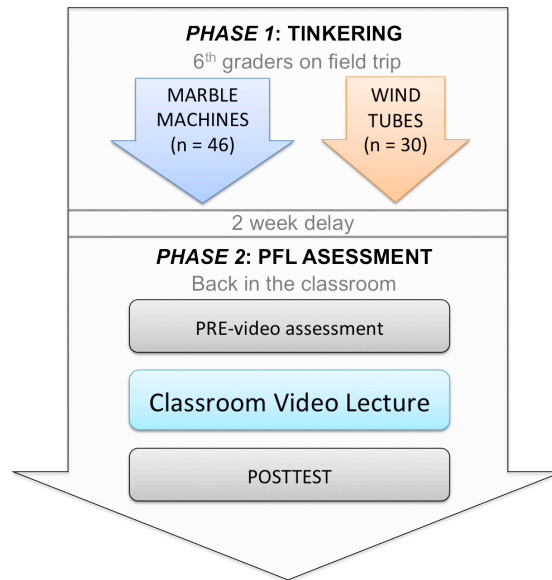 PHASE 1: TINKERING
6th graders on field trip
MARBLE
MACHINES
(n = 46)
WIND
TUBES
(n = 30)
2 week delay
PHASE 2: PFL ASESSMENT
Back in the classroom
PRE-video assessment
Classroom Video Lecture
POSTTEST